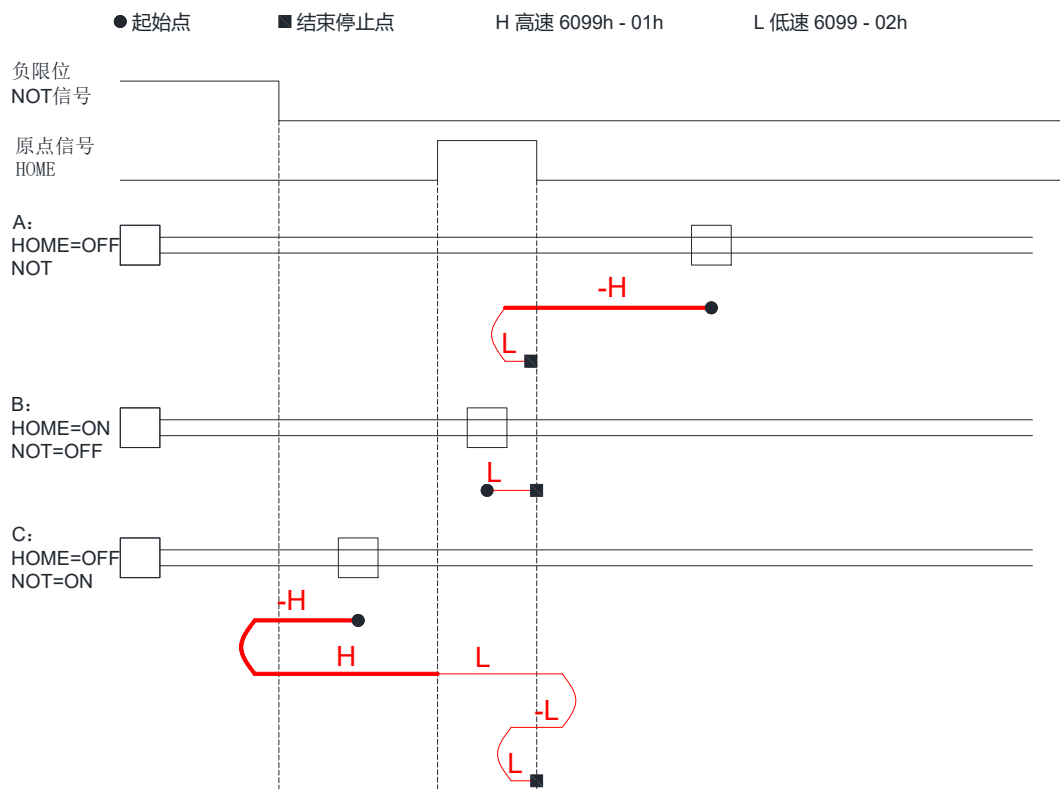 起始点 结束停止点 H 高速 6099h - 01h L 低速 6099 - 02h
负限位
NOT信号
原点信号
HOME
A:
HOME=OFF
NOT
-H
L
B:
HOME=ON
NOT=OFF
L
C:
HOME=OFF
NOT=ON
-H
H L
-L
L